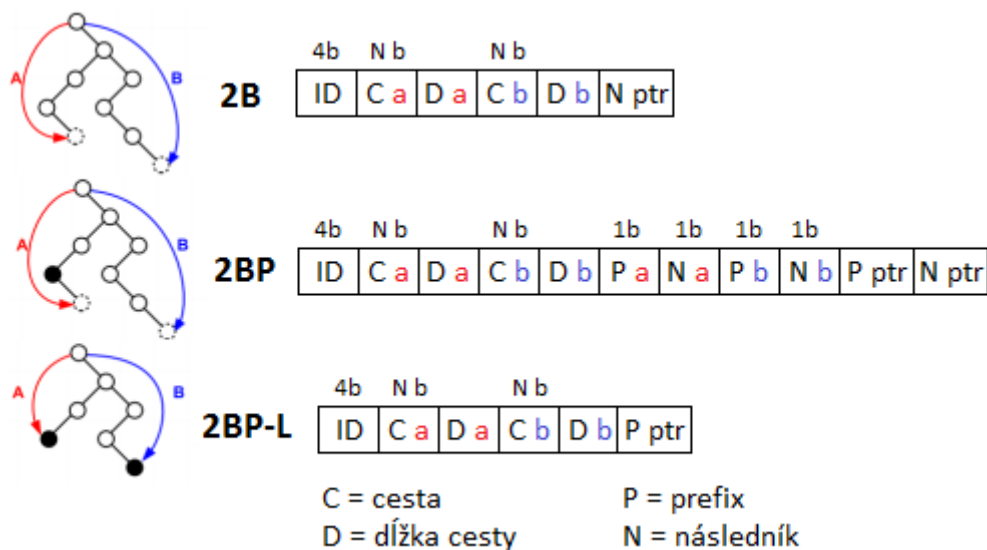 4b N b N b
A B 2B ID C a D a C b D b N ptr
4b N b N b 1b 1b 1b 1b
A B 2BP ID C a D a C b D b P a N a P b N b P ptr N ptr
4b N b N b
A B 2BP-L ID C a D a C b D b P ptr
C = cesta P = prefix
D = dĺžka cesty N = následník